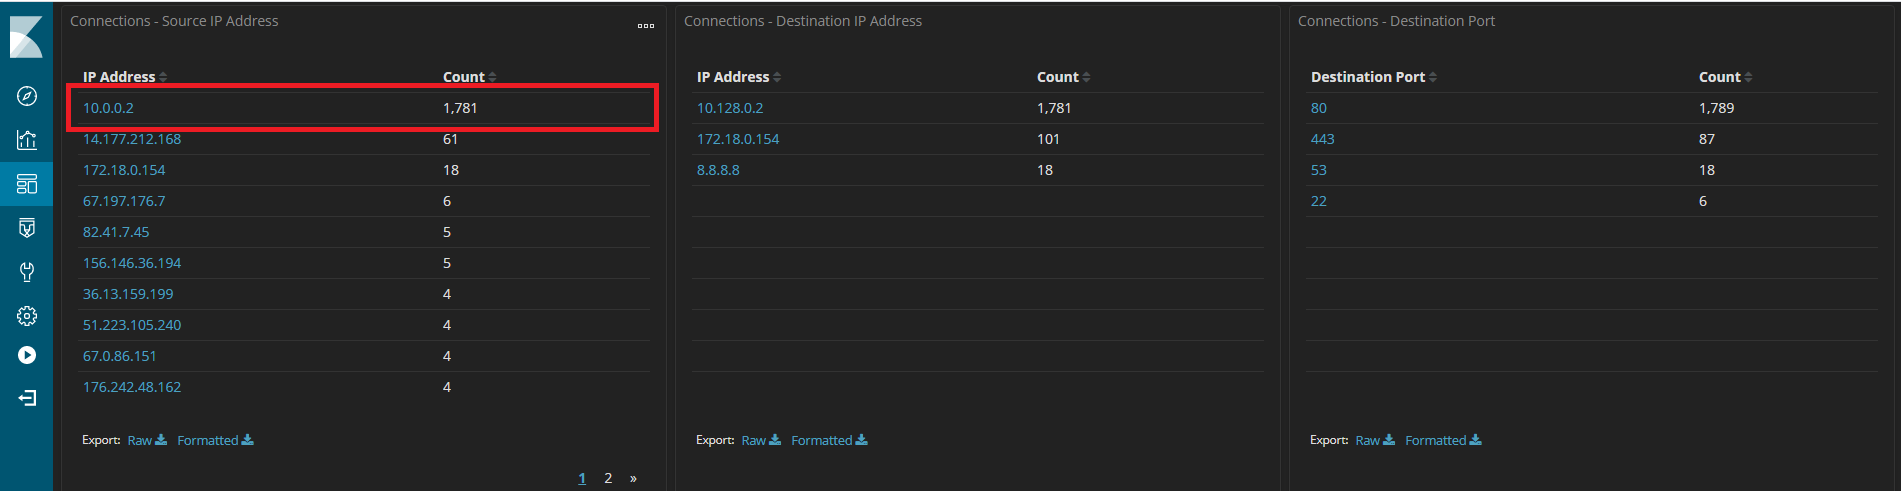 Connections - Source IP Address
IP Address Count
10.0.0.2 1,781
14.177.212.168 61
172.18.0.154 18
67.197.176.7 6
82.41.7.45 5
156.146.36.194 5
36.13.159.199 4
51.223.105.240 4
67.0.86.151 4
176.242.48.162 4
Export: Raw Formatted
1 2 »
Connections - Destination IP Address
IP Address Count
10.128.0.2 1,781
172.18.0.154 101
8.8.8.8 18
Export: Raw Formatted
Connections - Destination Port
Destination Port Count
80 1,789
443 87
53 18
22 6
Export: Raw Formatted